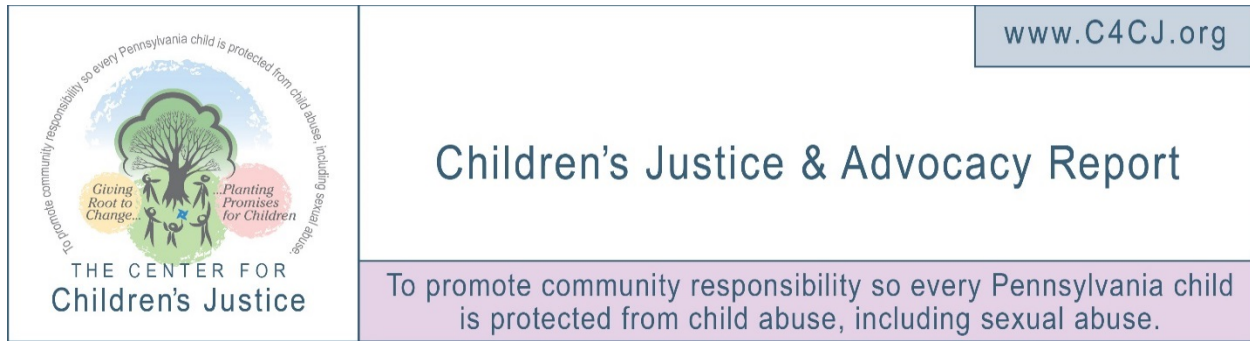 To promote community responsibility so every Pennsylvania child is protected from child abuse, including sexual abuse.
Giving
Root to
Change...
...Planting
Promises
for Children
THE CENTER FOR
Children's Justice
www.C4CJ.org
Children's Justice & Advocacy Report
To promote community responsibility so every Pennsylvania child
is protected from child abuse, including sexual abuse.